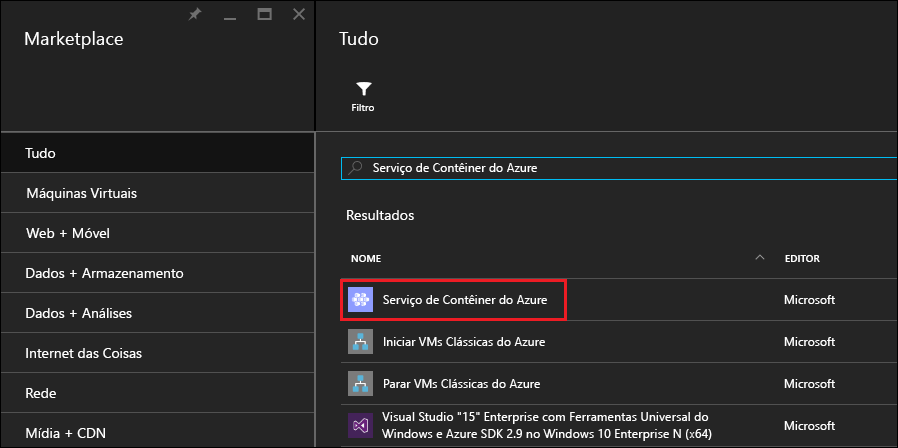 Marketplace
Tudo
Máquinas Virtuais
Web + Móvel
Dados + Armazenamento
Dados + Análises
Internet das Coisas
Rede
Mídia + CDN
Tudo
Filtro
Serviço de Contêiner do Azure
Resultados
NOME EDITOR
Serviço de Contêiner do Azure Microsoft
Iniciar VMs Clássicas do Azure Microsoft
Parar VMs Clássicas do Azure Microsoft
Visual Studio "15" Enterprise com Ferramentas Universal do
Windows e Azure SDK 2.9 no Windows 10 Enterprise N (x64) Microsoft